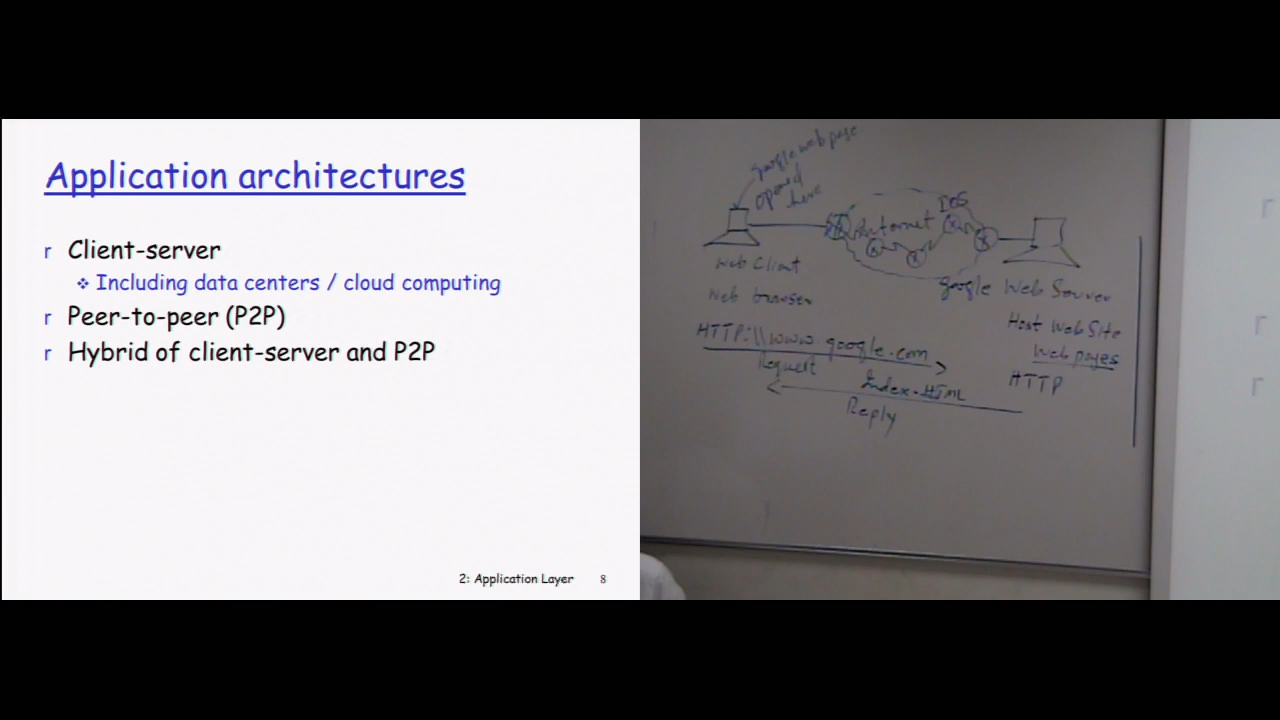 Application architectures
r Client-server
❖ Including data centers / cloud computing
r Peer-to-peer (P2P)
r Hybrid of client-server and P2P
2: Application Layer 8
google web page
opened
here
Internet
Web Client
google Web Server
Web browser
Host Web Site
Web pages
HTTP
HTTP:\\www google.com
Request
Index.HTML
Reply
r
r
r